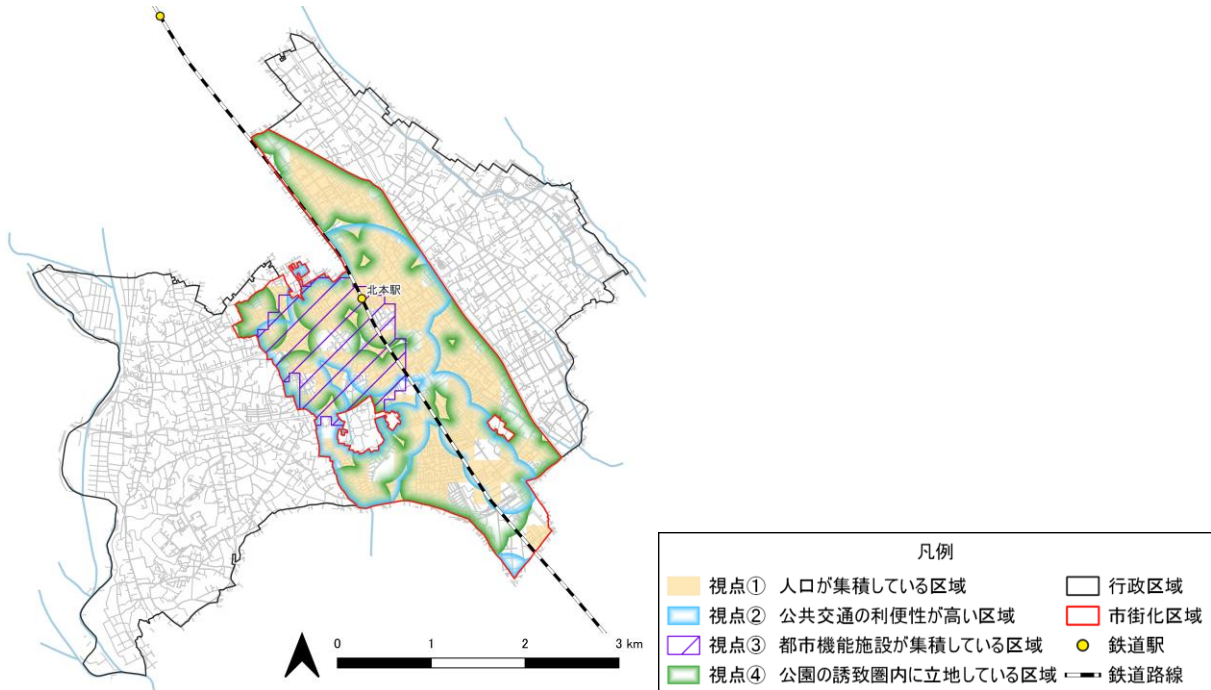 北本駅
0 1 2 3 km
凡例
視点① 人口が集積している区域
視点② 公共交通の利便性が高い区域
視点③ 都市機能施設が集積している区域
視点④ 公園の誘致圏内に立地している区域
行政区域
市街化区域
鉄道駅
鉄道路線